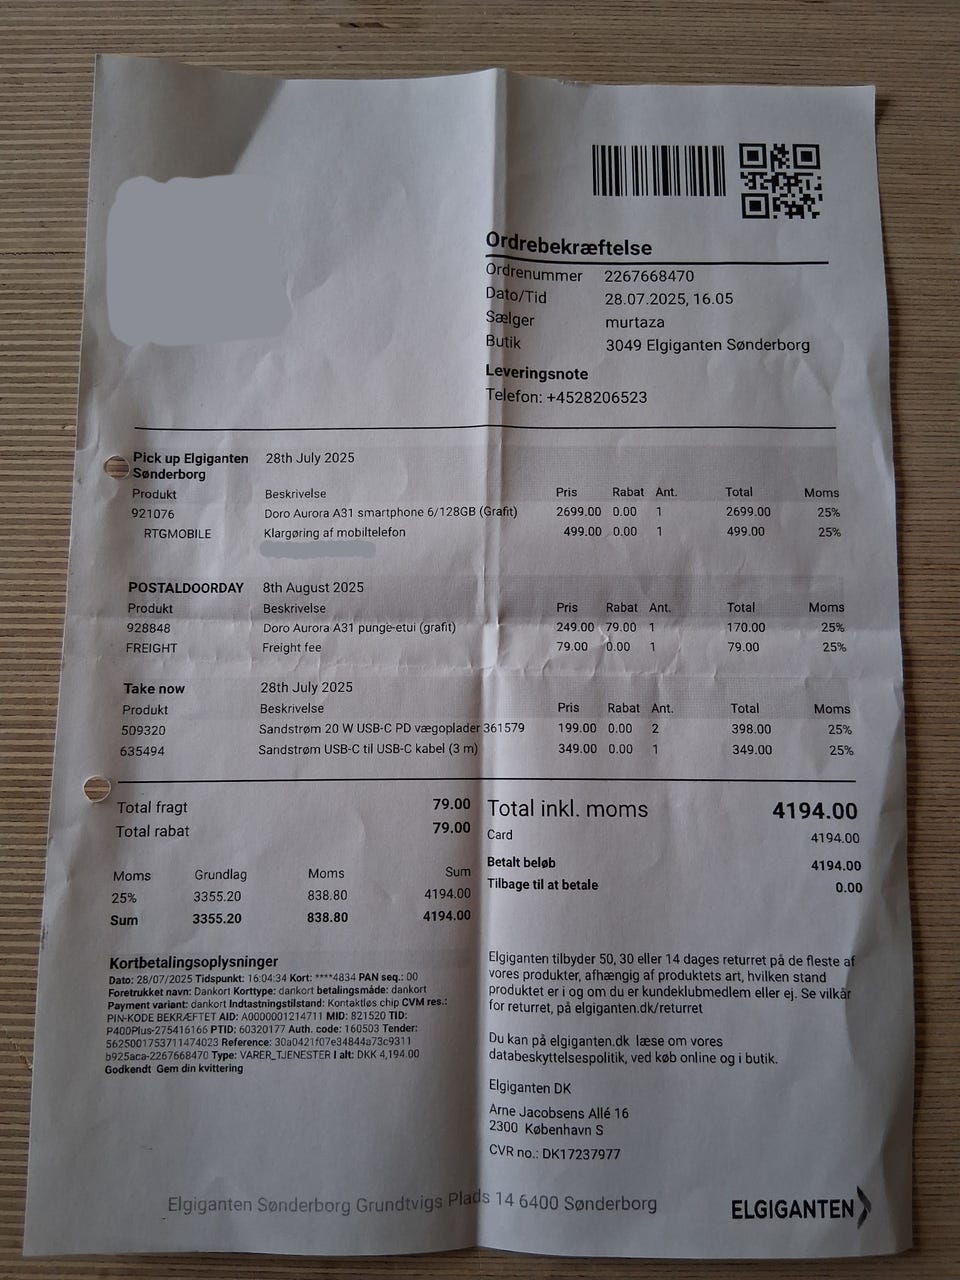 Ordrebekræftelse
Ordrenummer 2267668470
Dato/Tid 28.07.2025, 16.05
Sælger murtaza
Butik 3049 Elgiganten Sønderborg
Leveringsnote
Telefon: +4528206523
Pick up Elgiganten Sønderborg 28th July 2025
Produkt Beskrivelse Pris Rabat Ant. Total Moms
921076 Doro Aurora A31 smartphone 6/128GB (Grafit) 2699.00 0.00 1 2699.00 25%
RTGMOBILE Klargøring af mobiltelefon 499.00 0.00 1 499.00 25%
POSTALDOORDAY 8th August 2025
Produkt Beskrivelse Pris Rabat Ant. Total Moms
928848 Doro Aurora A31 punge-etui (grafit) 249.00 79.00 1 170.00 25%
FREIGHT Freight fee 79.00 0.00 1 79.00 25%
Take now 28th July 2025
Produkt Beskrivelse Pris Rabat Ant. Total Moms
509320 Sandstrøm 20 W USB-C PD vægoplader 361579 199.00 0.00 2 398.00 25%
635494 Sandstrøm USB-C til USB-C kabel (3 m) 349.00 0.00 1 349.00 25%
Total fragt 79.00
Total rabat 79.00
Moms Grundlag Moms Sum
25% 3355.20 838.80 4194.00
Sum 3355.20 838.80 4194.00
Total inkl. moms 4194.00
Card 4194.00
Betalt beløb 4194.00
Tilbage til at betale 0.00
Kortbetalingsoplysninger
Dato: 28/07/2025 Tidspunkt: 16:04:34 Kort: ****4834 PAN seq.: 00
Foretrukket navn: Dankort Korttype: dankort betalingsmåde: dankort
Payment variant: dankort Indtastningstilstand: Kontaktløs chip CVM res.:
PIN-KODE BEKRÆFTET AID: A0000001214711 MID: 821520 TID:
P400Plus-275416166 PTID: 60320177 Auth. code: 160503 Tender:
5625001753711474023 Reference: 30a0421f07e34844a73c9311
b925aca-2267668470 Type: VARER_TJENESTER I alt: DKK 4,194.00
Godkendt Gem din kvittering
Elgiganten tilbyder 50, 30 eller 14 dages returret på de fleste af
vores produkter, afhængig af produktets art, hvilken stand
produktet er i og om du er kundeklubmedlem eller ej. Se vilkår
for returret, på elgiganten.dk/returret
Du kan på elgiganten.dk læse om vores
databeskyttelsespolitik, ved køb online og i butik.
Elgiganten DK
Arne Jacobsens Allé 16
2300 København S
CVR no.: DK17237977
Elgiganten Sønderborg Grundtvigs Plads 14 6400 Sønderborg
ELGIGANTEN